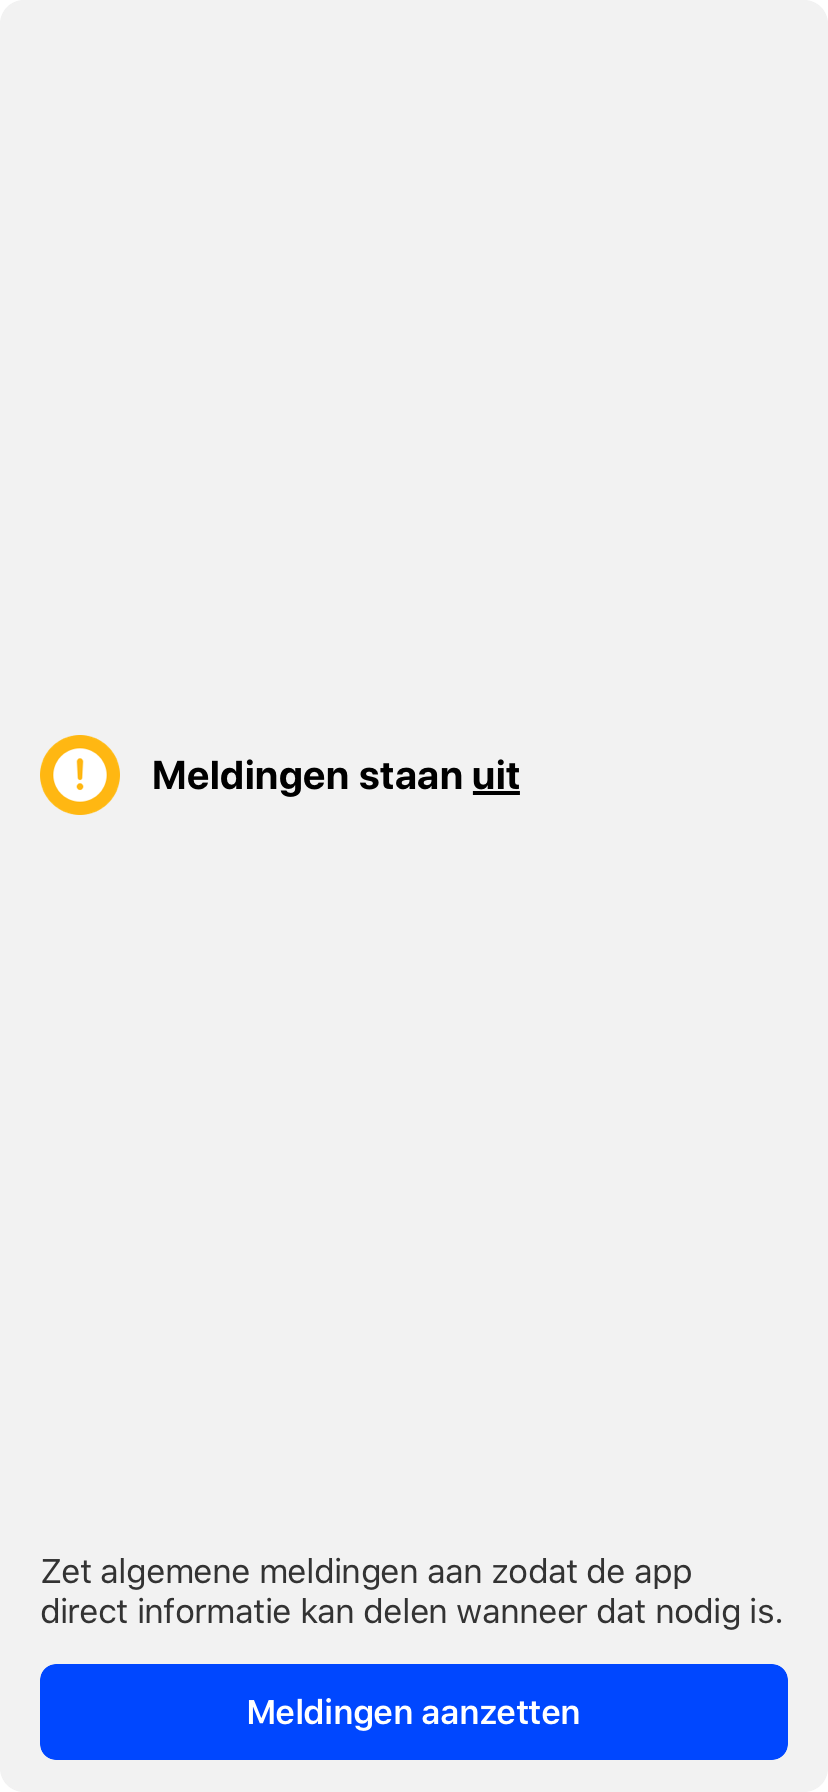 Meldingen staan uit
Zet algemene meldingen aan zodat de app
direct informatie kan delen wanneer dat nodig is.
Meldingen aanzetten